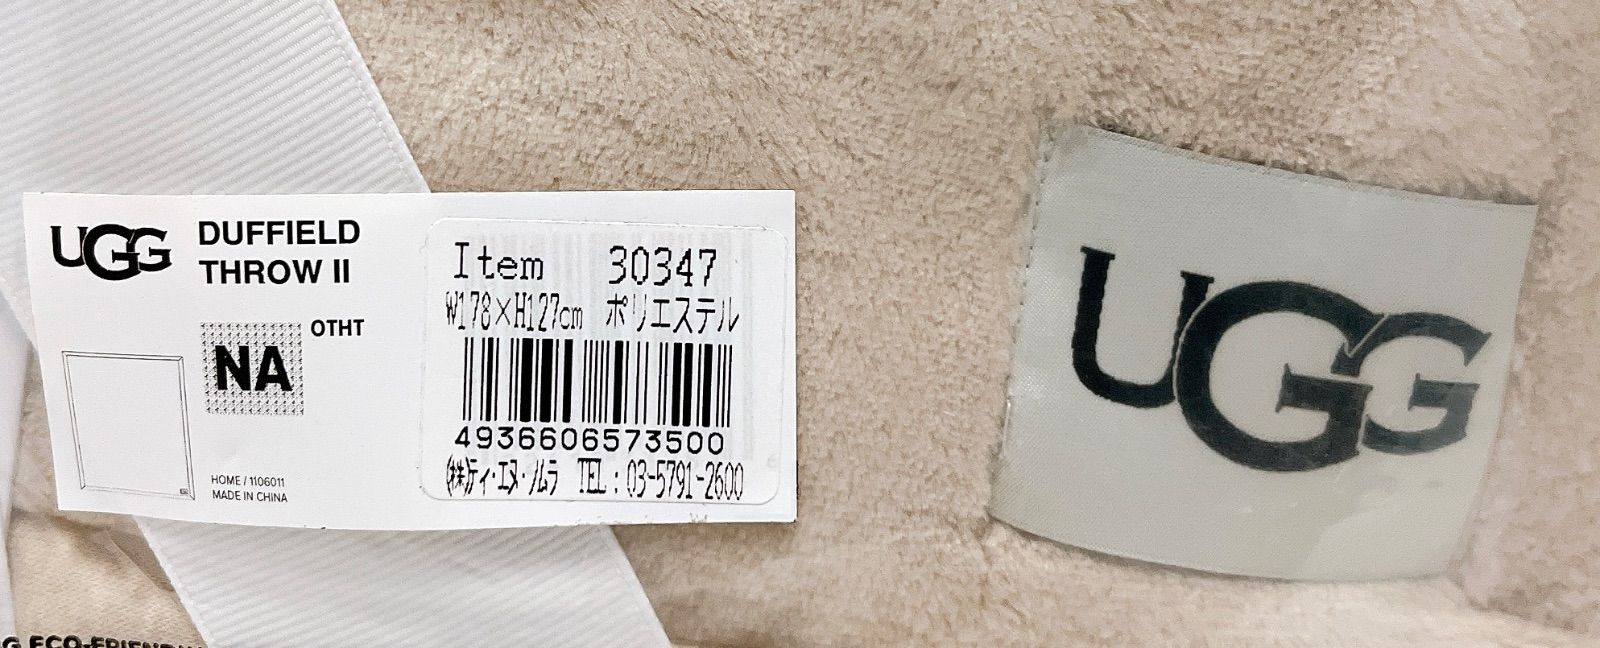 UGG
DUFFIELD
THROW II
OTHT
NA
HOME / 1106011
MADE IN CHINA
Item 30347
W178×H127cm ポリエステル
4936606573500
(株)ティ・エヌ・ノムラ TEL：03-5791-2600
UGG